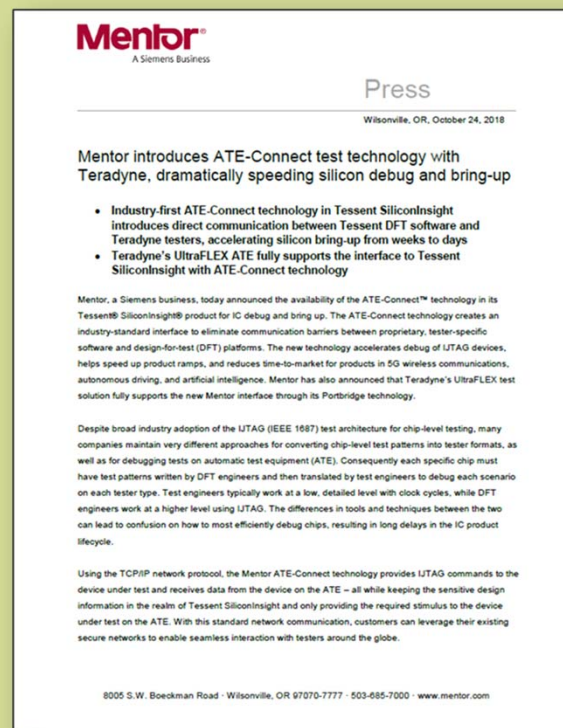 Mentor®
A Siemens Business
Press
Wilsonville, OR, October 24, 2018
Mentor introduces ATE-Connect test technology with
Teradyne, dramatically speeding silicon debug and bring-up
• Industry-first ATE-Connect technology in Tessent SiliconInsight
introduces direct communication between Tessent DFT software and
Teradyne testers, accelerating silicon bring-up from weeks to days
• Teradyne's UltraFLEX ATE fully supports the interface to Tessent
SiliconInsight with ATE-Connect technology
Mentor, a Siemens business, today announced the availability of the ATE-Connect™ technology in its
Tessent® SiliconInsight® product for IC debug and bring up. The ATE-Connect technology creates an
industry-standard interface to eliminate communication barriers between proprietary, tester-specific
software and design-for-test (DFT) platforms. The new technology accelerates debug of IJTAG devices,
helps speed up product ramps, and reduces time-to-market for products in 5G wireless communications,
autonomous driving, and artificial intelligence. Mentor has also announced that Teradyne's UltraFLEX test
solution fully supports the new Mentor interface through its Portbridge technology.
Despite broad industry adoption of the IJTAG (IEEE 1687) test architecture for chip-level testing, many
companies maintain very different approaches for converting chip-level test patterns into tester formats, as
well as for debugging tests on automatic test equipment (ATE). Consequently each specific chip must
have test patterns written by DFT engineers and then translated by test engineers to debug each scenario
on each tester type. Test engineers typically work at a low, detailed level with clock cycles, while DFT
engineers work at a higher level using IJTAG. The differences in tools and techniques between the two
can lead to confusion on how to most efficiently debug chips, resulting in long delays in the IC product
lifecycle.
Using the TCP/IP network protocol, the Mentor ATE-Connect technology provides IJTAG commands to the
device under test and receives data from the device on the ATE – all while keeping the sensitive design
information in the realm of Tessent SiliconInsight and only providing the required stimulus to the device
under test on the ATE. With this standard network communication, customers can leverage their existing
secure networks to enable seamless interaction with testers around the globe.
8005 S.W. Boeckman Road · Wilsonville, OR 97070-7777 · 503-685-7000 · www.mentor.com